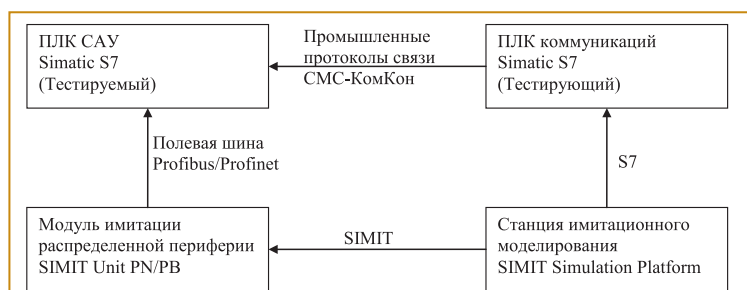 ПЛК САУ
Simatic S7
(Тестируемый)
Промышленные
протоколы связи
СМС-КомКон
ПЛК коммуникаций
Simatic S7
(Тестирующий)
Полевая шина
Profibus/Profinet
S7
Модуль имитации
распределенной периферии
SIMIT Unit PN/PB
SIMIT
Станция имитационного
моделирования
SIMIT Simulation Platform